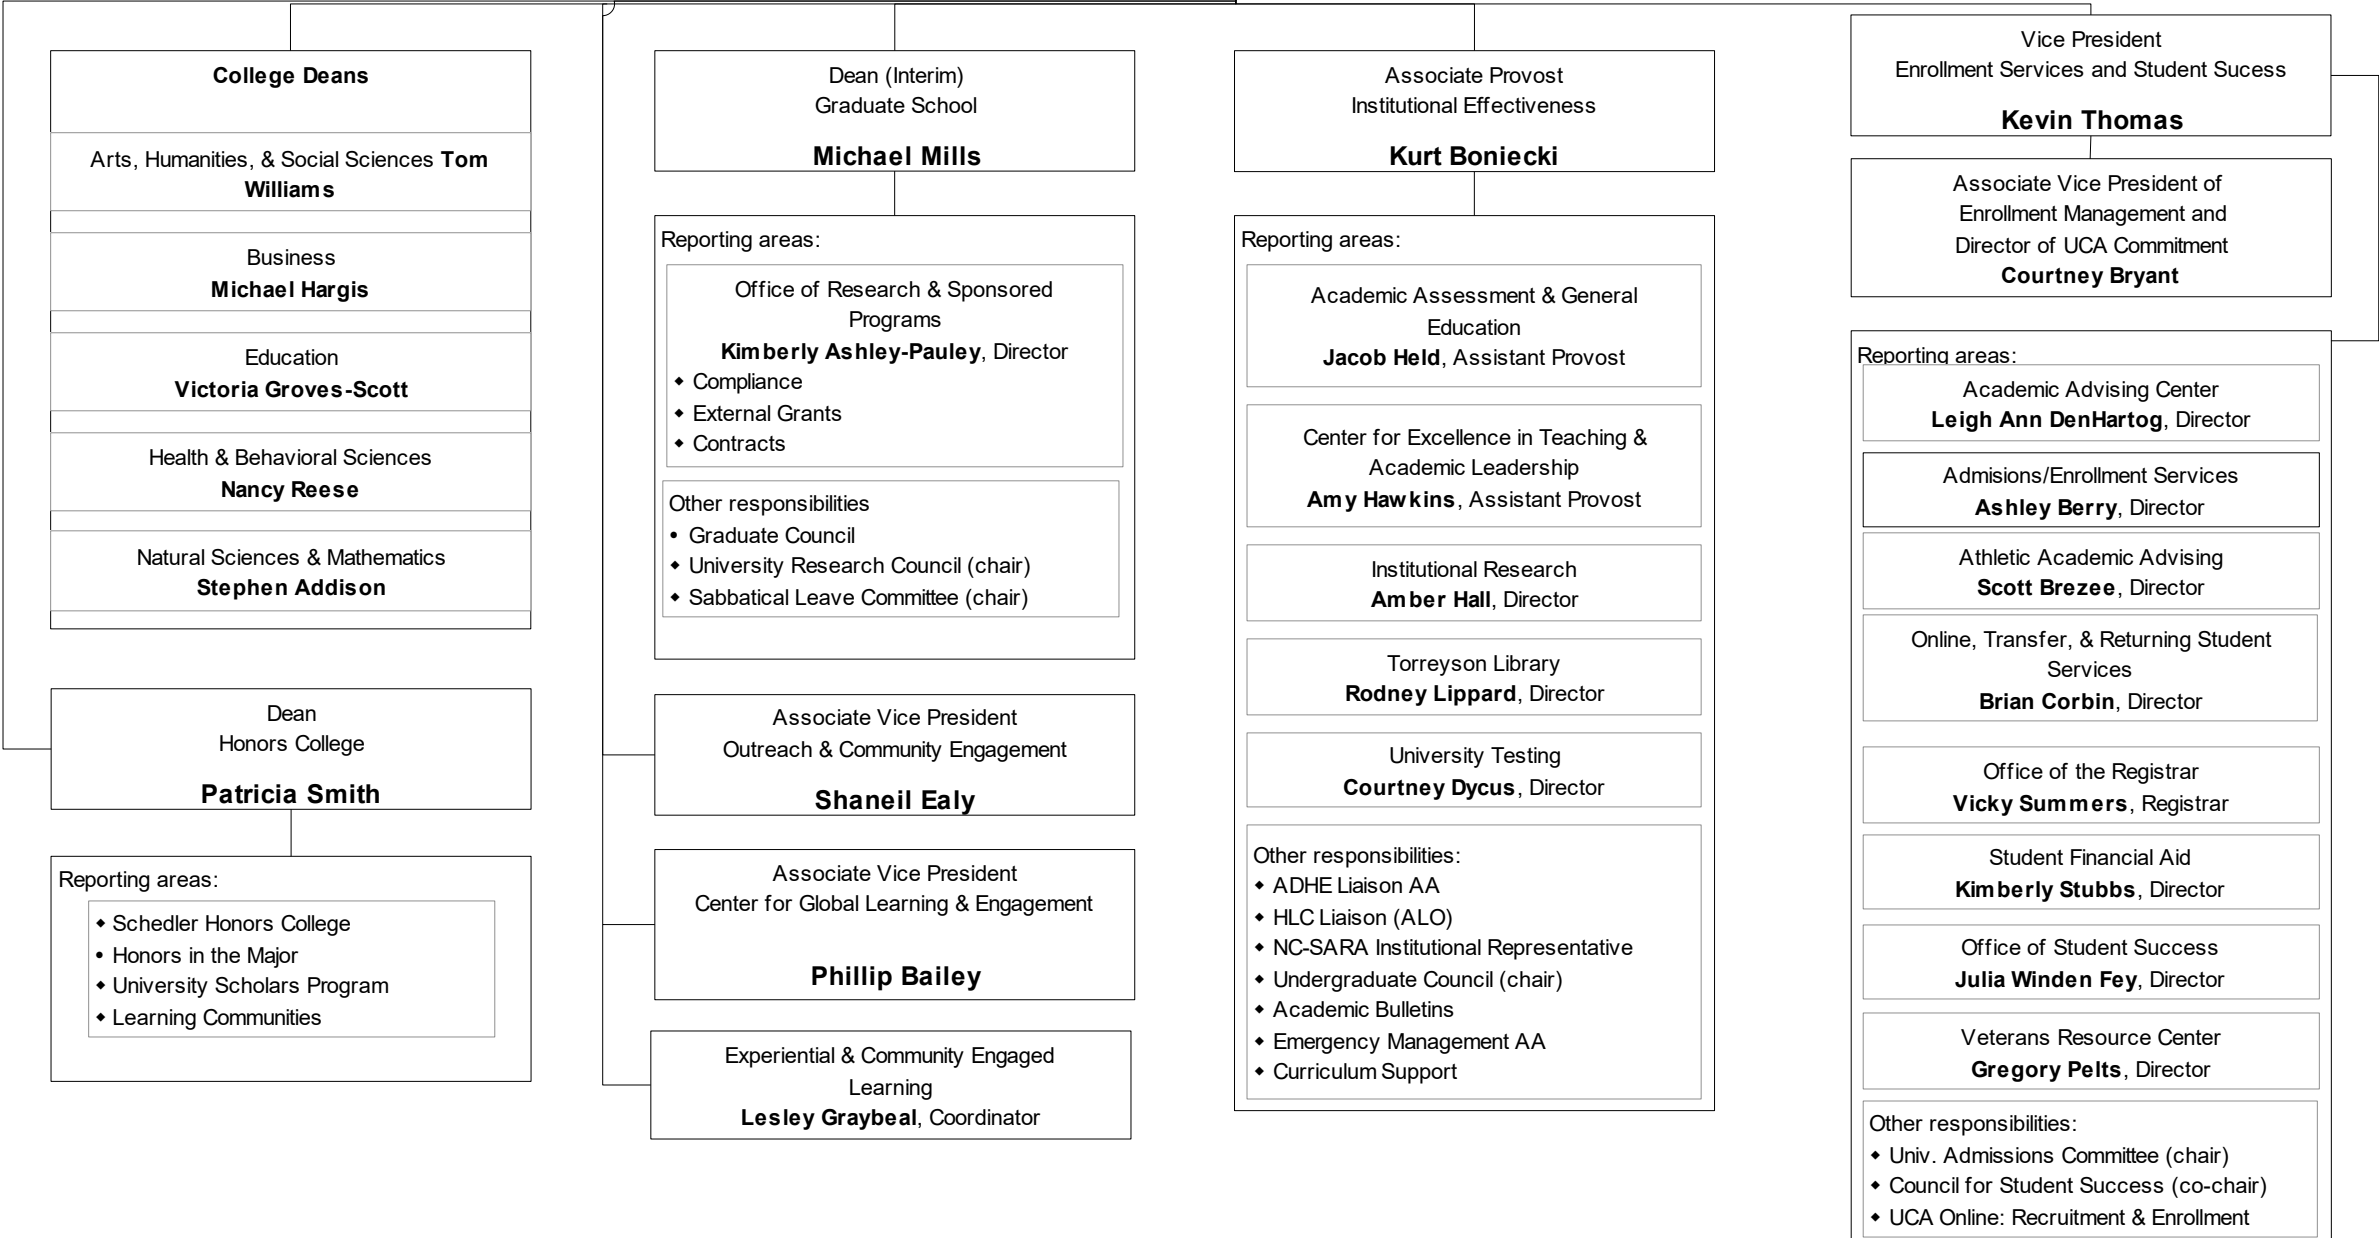 College Deans
Arts, Humanities, & Social Sciences Tom
Williams
Business
Michael Hargis
Education
Victoria Groves-Scott
Health & Behavioral Sciences
Nancy Reese
Natural Sciences & Mathematics
Stephen Addison
Dean
Honors College
Patricia Smith
Reporting areas:
◆ Schedler Honors College
• Honors in the Major
◆ University Scholars Program
◆ Learning Communities
Dean (Interim)
Graduate School
Michael Mills
Reporting areas:
Office of Research & Sponsored
Programs
Kimberly Ashley-Pauley, Director
◆ Compliance
◆ External Grants
◆ Contracts
Other responsibilities
• Graduate Council
◆ University Research Council (chair)
◆ Sabbatical Leave Committee (chair)
Associate Vice President
Outreach & Community Engagement
Shaneil Ealy
Associate Vice President
Center for Global Learning & Engagement
Phillip Bailey
Experiential & Community Engaged
Learning
Lesley Graybeal, Coordinator
Associate Provost
Institutional Effectiveness
Kurt Boniecki
Reporting areas:
Academic Assessment & General
Education
Jacob Held, Assistant Provost
Center for Excellence in Teaching &
Academic Leadership
Amy Hawkins, Assistant Provost
Institutional Research
Amber Hall, Director
Torreyson Library
Rodney Lippard, Director
University Testing
Courtney Dycus, Director
Other responsibilities:
◆ ADHE Liaison AA
◆ HLC Liaison (ALO)
◆ NC-SARA Institutional Representative
◆ Undergraduate Council (chair)
◆ Academic Bulletins
◆ Emergency Management AA
◆ Curriculum Support
Vice President
Enrollment Services and Student Sucess
Kevin Thomas
Associate Vice President of
Enrollment Management and
Director of UCA Commitment
Courtney Bryant
Reporting areas:
Academic Advising Center
Leigh Ann DenHartog, Director
Admisions/Enrollment Services
Ashley Berry, Director
Athletic Academic Advising
Scott Brezee, Director
Online, Transfer, & Returning Student
Services
Brian Corbin, Director
Office of the Registrar
Vicky Summers, Registrar
Student Financial Aid
Kimberly Stubbs, Director
Office of Student Success
Julia Winden Fey, Director
Veterans Resource Center
Gregory Pelts, Director
Other responsibilities:
◆ Univ. Admissions Committee (chair)
◆ Council for Student Success (co-chair)
◆ UCA Online: Recruitment & Enrollment